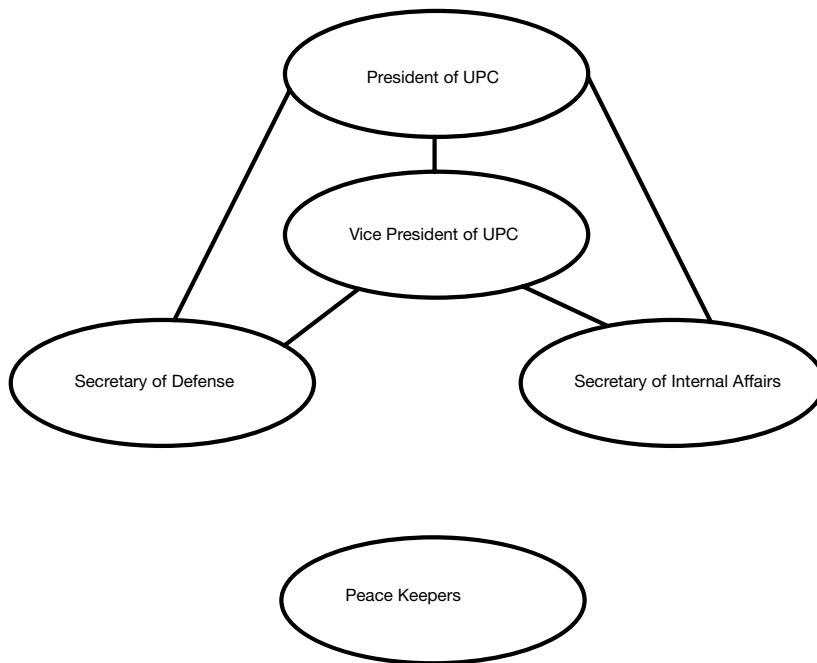 President of UPC
Vice President of UPC
Secretary of Defense
Secretary of Internal Affairs
Peace Keepers